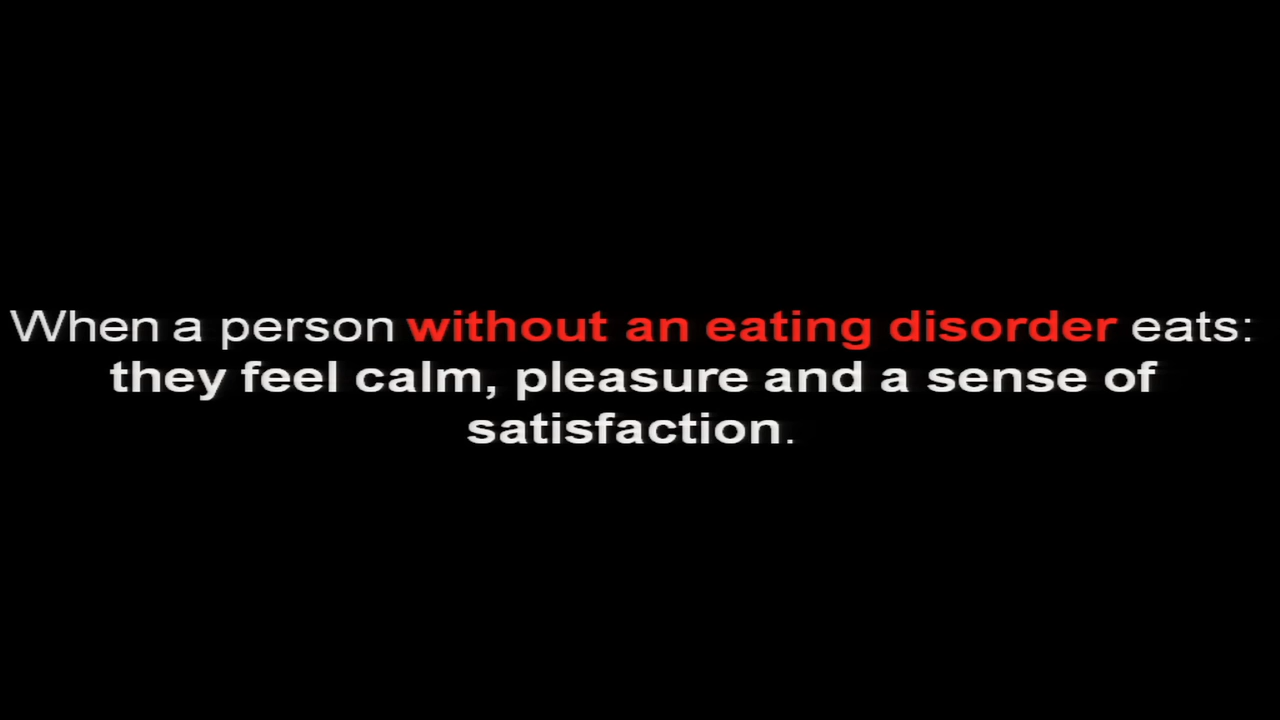 When a person without an eating disorder eats:
they feel calm, pleasure and a sense of
satisfaction.